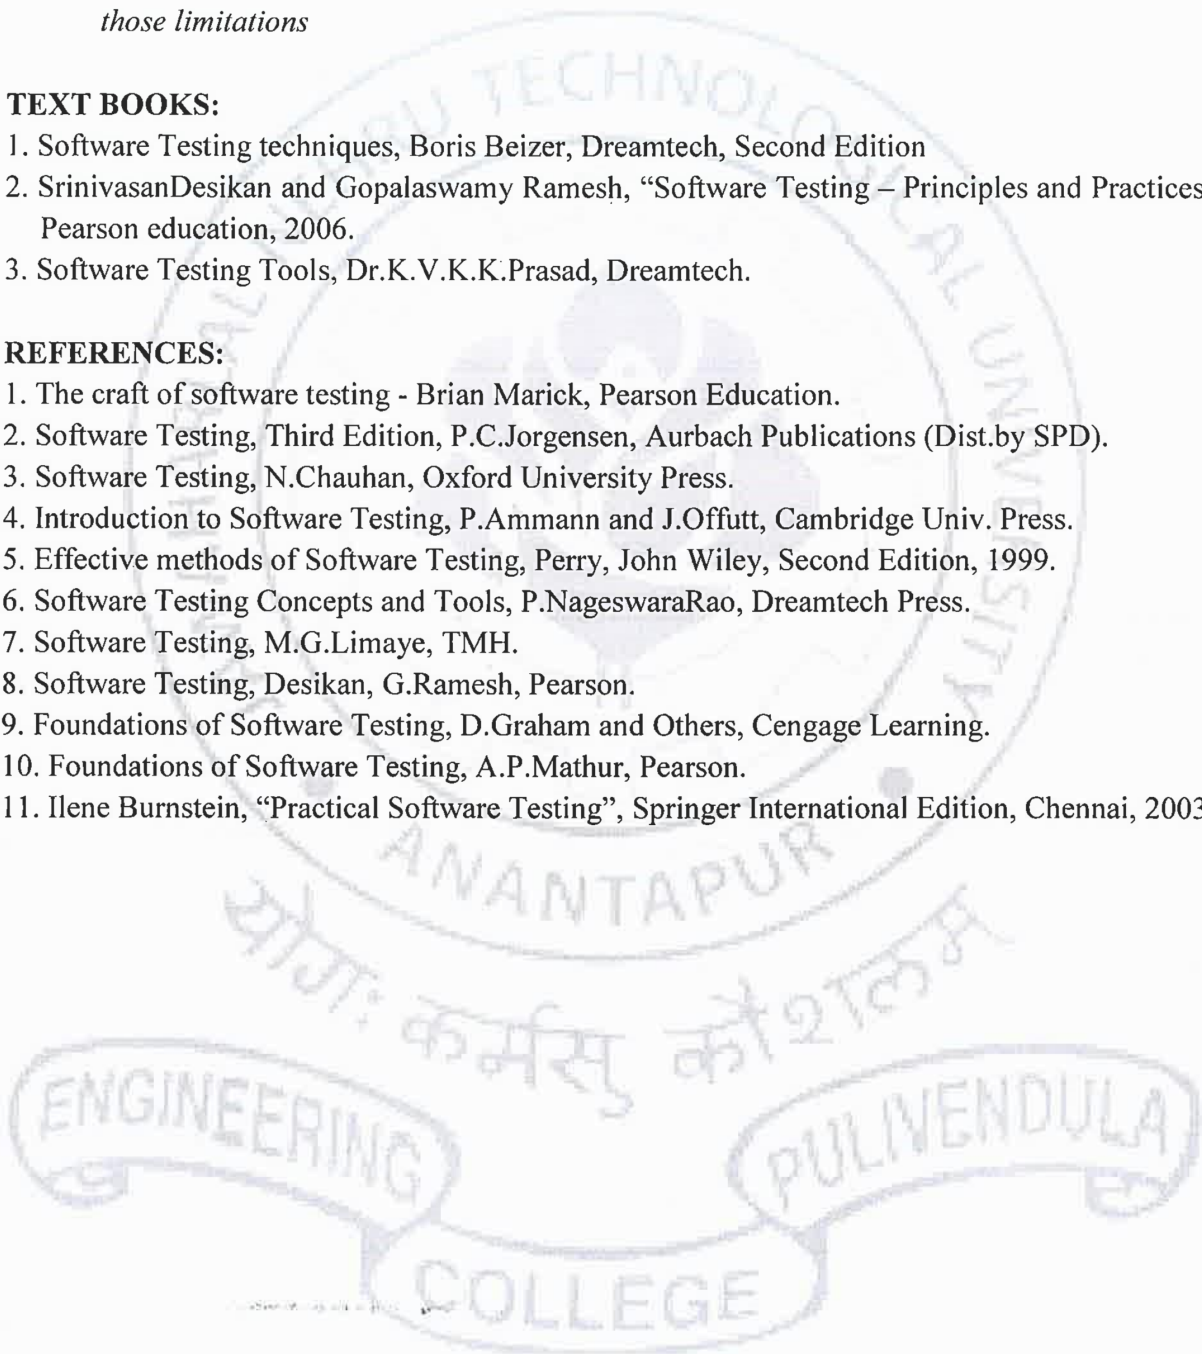 those limitations
TEXT BOOKS:
1. Software Testing techniques, Boris Beizer, Dreamtech, Second Edition
2. SrinivasanDesikan and Gopalaswamy Ramesh, “Software Testing – Principles and Practices
Pearson education, 2006.
3. Software Testing Tools, Dr.K.V.K.K.Prasad, Dreamtech.
REFERENCES:
1. The craft of software testing - Brian Marick, Pearson Education.
2. Software Testing, Third Edition, P.C.Jorgensen, Aurbach Publications (Dist.by SPD).
3. Software Testing, N.Chauhan, Oxford University Press.
4. Introduction to Software Testing, P.Ammann and J.Offutt, Cambridge Univ. Press.
5. Effective methods of Software Testing, Perry, John Wiley, Second Edition, 1999.
6. Software Testing Concepts and Tools, P.NageswaraRao, Dreamtech Press.
7. Software Testing, M.G.Limaye, TMH.
8. Software Testing, Desikan, G.Ramesh, Pearson.
9. Foundations of Software Testing, D.Graham and Others, Cengage Learning.
10. Foundations of Software Testing, A.P.Mathur, Pearson.
11. Ilene Burnstein, “Practical Software Testing”, Springer International Edition, Chennai, 2003
JAWAHARLAL NEHRU TECHNOLOGICAL UNIVERSITY
ANANTAPUR
योग: कर्मसु कौशलम
ENGINEERING
COLLEGE
PULIVENDULA